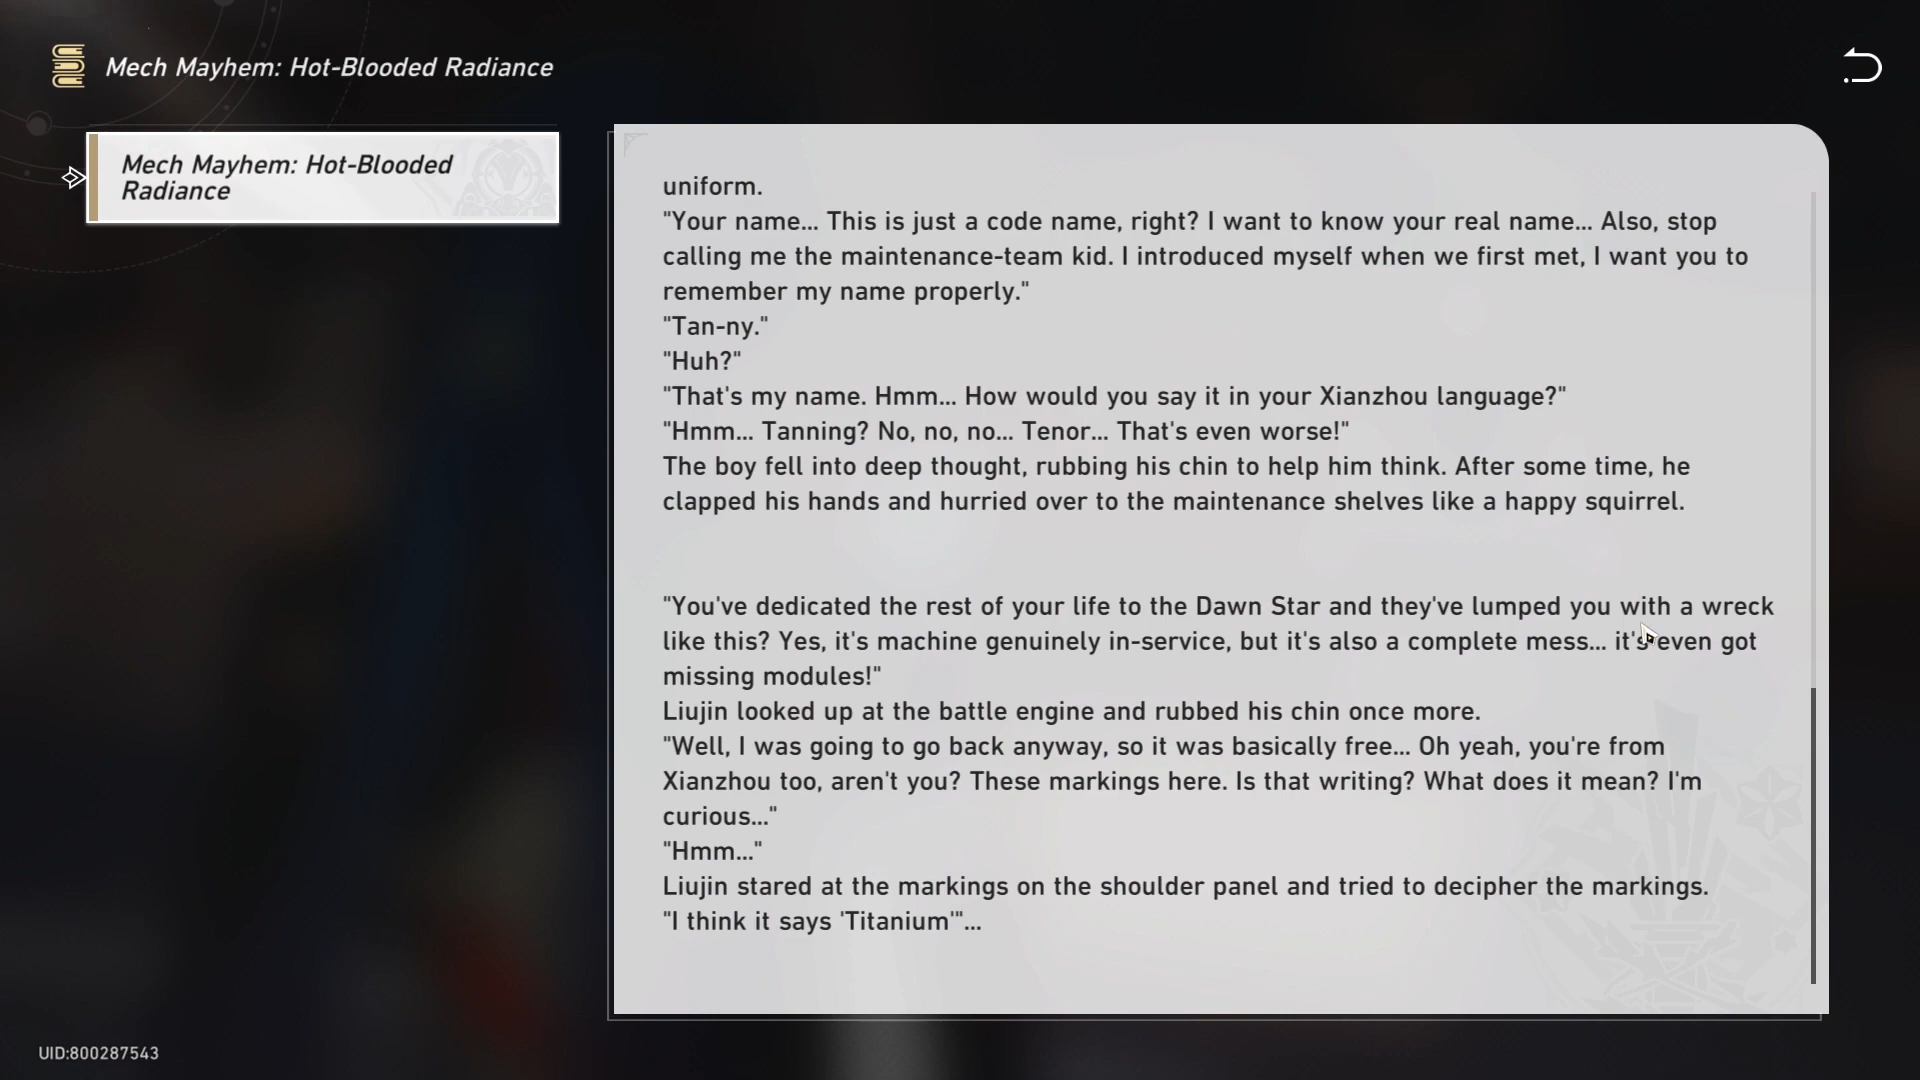 Mech Mayhem: Hot-Blooded Radiance
Mech Mayhem: Hot-Blooded
Radiance
uniform.
"Your name... This is just a code name, right? I want to know your real name... Also, stop
calling me the maintenance-team kid. I introduced myself when we first met, I want you to
remember my name properly."
"Tan-ny."
"Huh?"
"That's my name. Hmm... How would you say it in your Xianzhou language?"
"Hmm... Tanning? No, no, no... Tenor... That's even worse!"
The boy fell into deep thought, rubbing his chin to help him think. After some time, he
clapped his hands and hurried over to the maintenance shelves like a happy squirrel.
"You've dedicated the rest of your life to the Dawn Star and they've lumped you with a wreck
like this? Yes, it's machine genuinely in-service, but it's also a complete mess... it's even got
missing modules!"
Liujin looked up at the battle engine and rubbed his chin once more.
"Well, I was going to go back anyway, so it was basically free... Oh yeah, you're from
Xianzhou too, aren't you? These markings here. Is that writing? What does it mean? I'm
curious..."
"Hmm..."
Liujin stared at the markings on the shoulder panel and tried to decipher the markings.
"I think it says 'Titanium'"...
UID:800287543